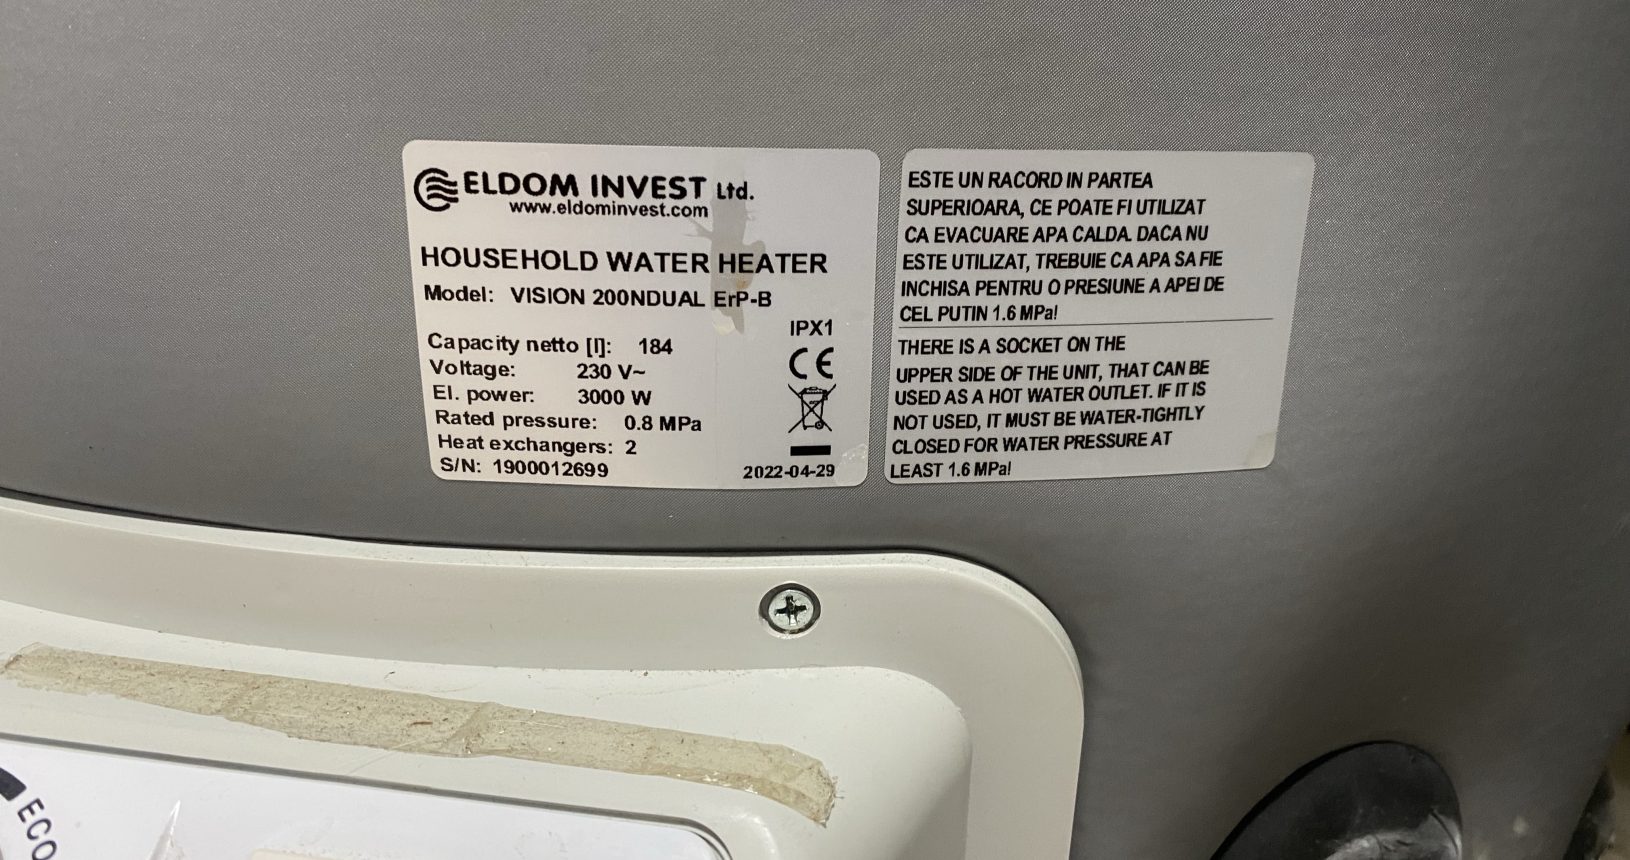 ELDOM INVEST Ltd.
www.eldominvest.com
HOUSEHOLD WATER HEATER
Model: VISION 200NDUAL ErP-B
IPX1
Capacity netto [l]: 184
Voltage: 230 V~
El. power: 3000 W
Rated pressure: 0.8 MPa
Heat exchangers: 2
S/N: 1900012699
CE
2022-04-29
ESTE UN RACORD IN PARTEA
SUPERIOARA, CE POATE FI UTILIZAT
CA EVACUARE APA CALDA. DACA NU
ESTE UTILIZAT, TREBUIE CA APA SA FIE
INCHISA PENTRU O PRESIUNE A APEI DE
CEL PUTIN 1.6 MPa!
THERE IS A SOCKET ON THE
UPPER SIDE OF THE UNIT, THAT CAN BE
USED AS A HOT WATER OUTLET. IF IT IS
NOT USED, IT MUST BE WATER-TIGHTLY
CLOSED FOR WATER PRESSURE AT
LEAST 1.6 MPa!
ECO